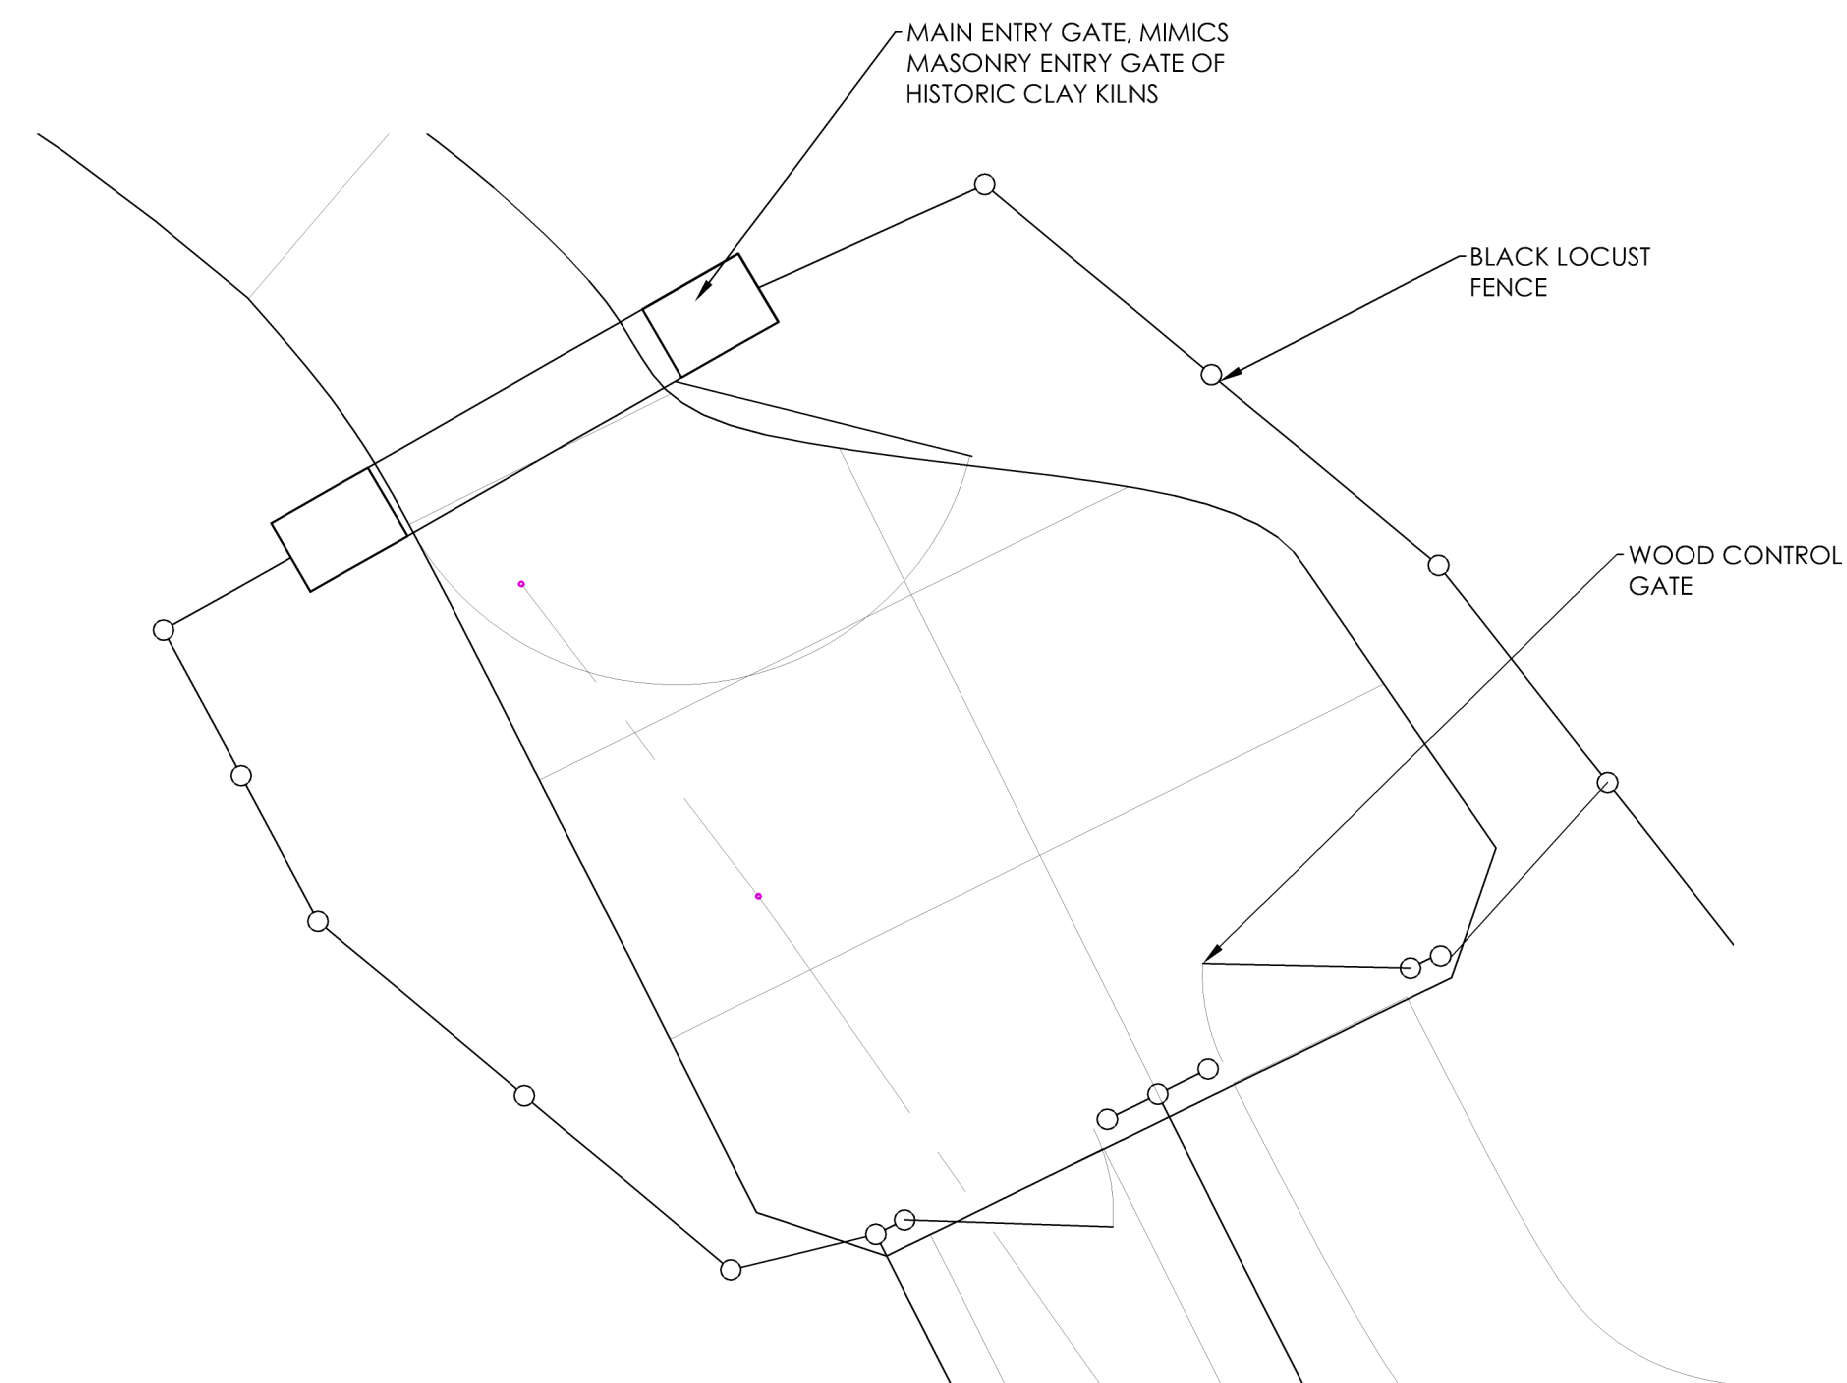 MAIN ENTRY GATE, MIMICS
MASONRY ENTRY GATE OF
HISTORIC CLAY KILNS
BLACK LOCUST
FENCE
WOOD CONTROL
GATE